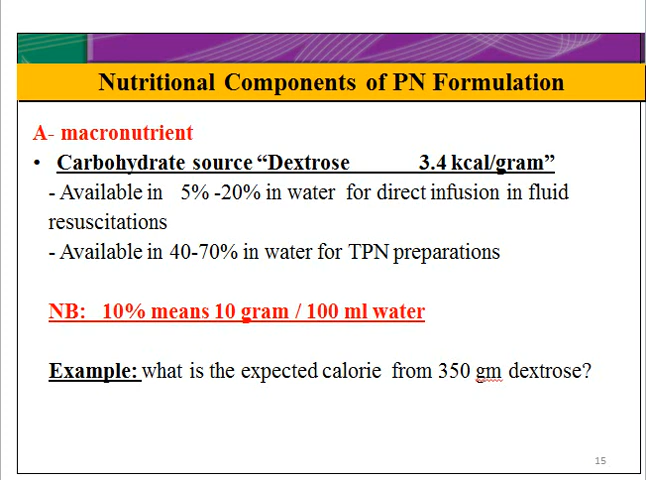 Nutritional Components of PN Formulation
A- macronutrient
• Carbohydrate source “Dextrose 3.4 kcal/gram”
- Available in 5% -20% in water for direct infusion in fluid
resuscitations
- Available in 40-70% in water for TPN preparations
NB: 10% means 10 gram / 100 ml water
Example: what is the expected calorie from 350 gm dextrose?
15